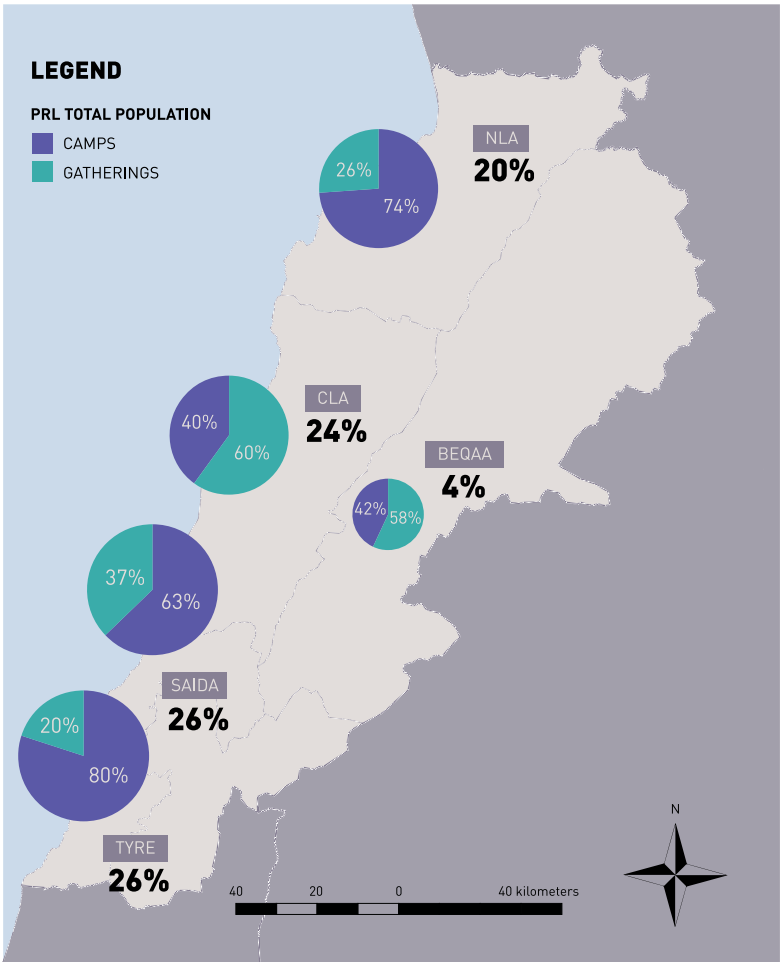 LEGEND
PRL TOTAL POPULATION
CAMPS
GATHERINGS
NLA
20%
26%
74%
CLA
24%
40%
60%
BEQAA
4%
42%
58%
37%
63%
SAIDA
26%
20%
80%
TYRE
26%
N
40 20 0 40 kilometers